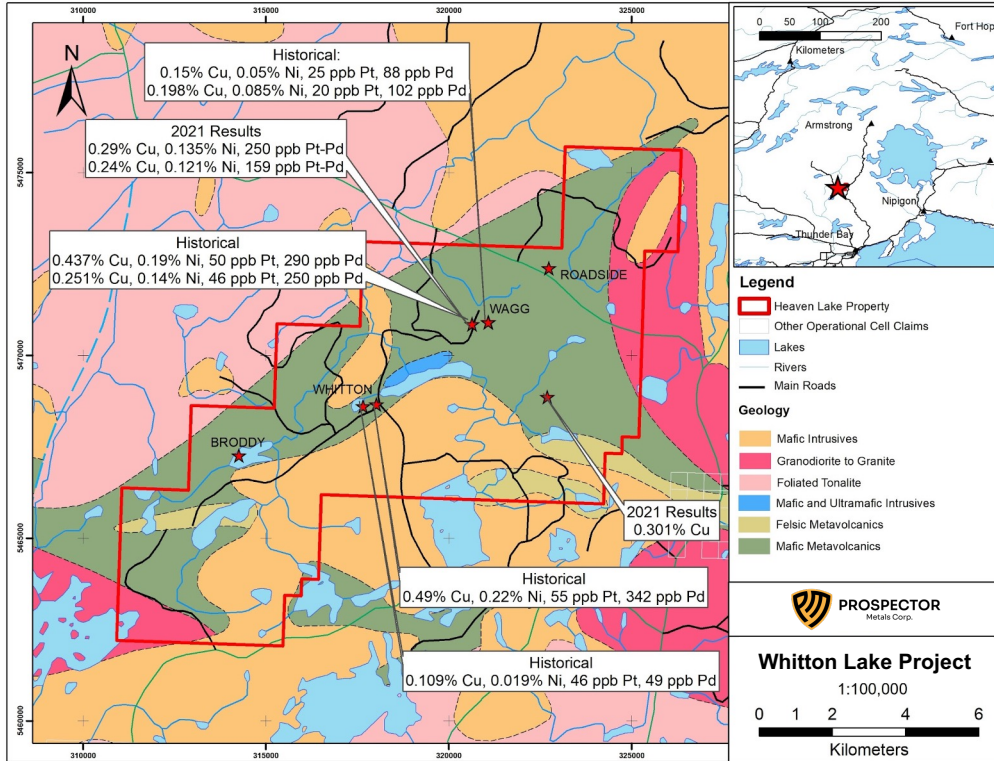 310000
315000
320000
325000
5475000
5470000
5465000
5460000
310000
315000
320000
325000
N
Historical:
0.15% Cu, 0.05% Ni, 25 ppb Pt, 88 ppb Pd
0.198% Cu, 0.085% Ni, 20 ppb Pt, 102 ppb Pd
2021 Results
0.29% Cu, 0.135% Ni, 250 ppb Pt-Pd
0.24% Cu, 0.121% Ni, 159 ppb Pt-Pd
Historical
0.437% Cu, 0.19% Ni, 50 ppb Pt, 290 ppb Pd
0.251% Cu, 0.14% Ni, 46 ppb Pt, 250 ppb Pd
ROADSIDE
WAGG
WHITTON
BRODDY
2021 Results
0.301% Cu
Historical
0.49% Cu, 0.22% Ni, 55 ppb Pt, 342 ppb Pd
Historical
0.109% Cu, 0.019% Ni, 46 ppb Pt, 49 ppb Pd
0 50 100 200
Kilometers
Fort Hop
Armstrong
Nipigon
Thunder Bay
Legend
Heaven Lake Property
Other Operational Cell Claims
Lakes
Rivers
Main Roads
Geology
Mafic Intrusives
Granodiorite to Granite
Foliated Tonalite
Mafic and Ultramafic Intrusives
Felsic Metavolcanics
Mafic Metavolcanics
PROSPECTOR
Metals Corp.
Whitton Lake Project
1:100,000
0 1 2 4 6
Kilometers